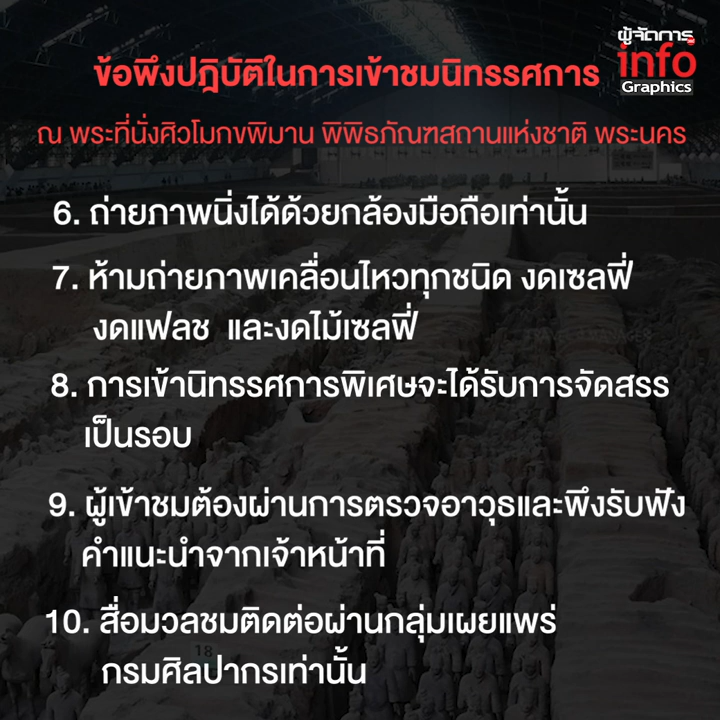 ผู้จัดการ
info
Graphics
ข้อพึงปฎิบัติในการเข้าชมนิทรรศการ
ณ พระที่นั่งศิวโมกขพิมาน พิพิธภัณฑสถานแห่งชาติ พระนคร
6. ถ่ายภาพนิ่งได้ด้วยกล้องมือถือเท่านั้น
7. ห้ามถ่ายภาพเคลื่อนไหวทุกชนิด งดเซลฟี่
งดแฟลช และงดไม้เซลฟี่
8. การเข้านิทรรศการพิเศษจะได้รับการจัดสรร
เป็นรอบ
9. ผู้เข้าชมต้องผ่านการตรวจอาวุธและพึงรับฟัง
คำแนะนำจากเจ้าหน้าที่
10. สื่อมวลชมติดต่อผ่านกลุ่มเผยแพร่
กรมศิลปากรเท่านั้น
18